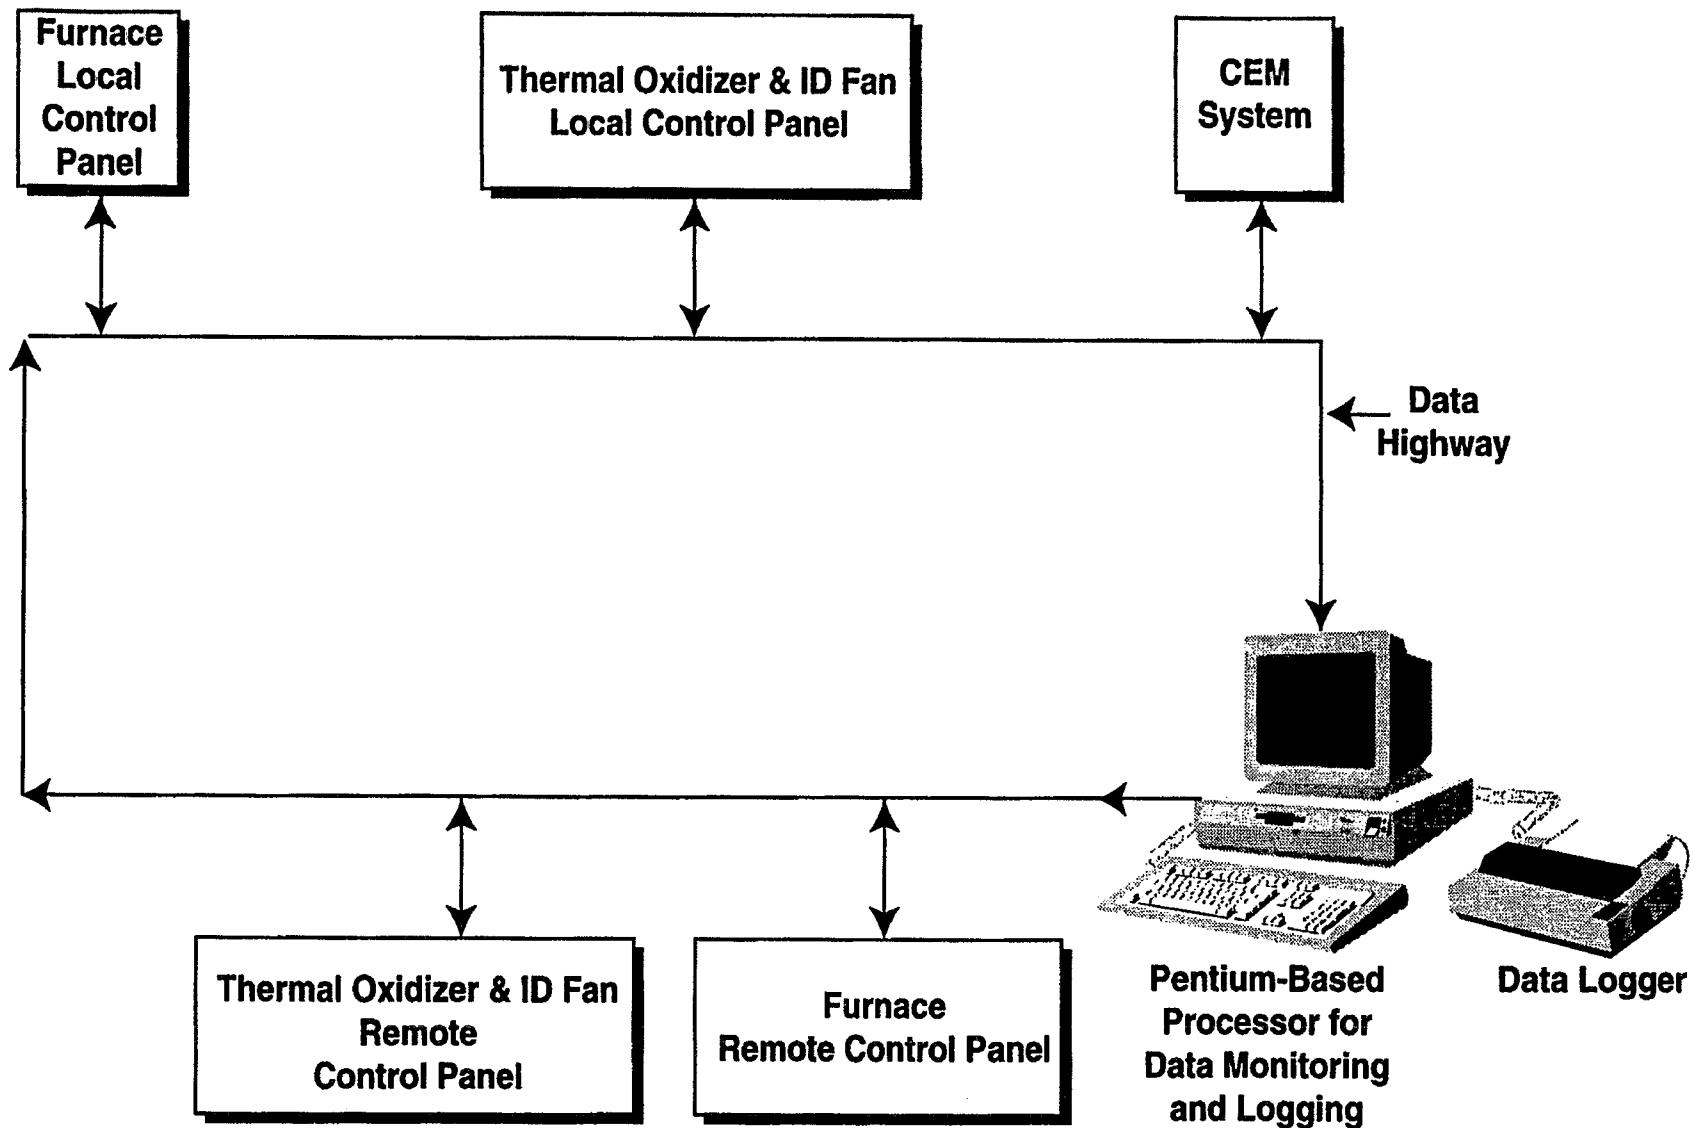 Furnace
Local
Control
Panel
Thermal Oxidizer & ID Fan
Local Control Panel
CEM
System
Data
Highway
Thermal Oxidizer & ID Fan
Remote
Control Panel
Furnace
Remote Control Panel
Pentium-Based
Processor for
Data Monitoring
and Logging
Data Logger